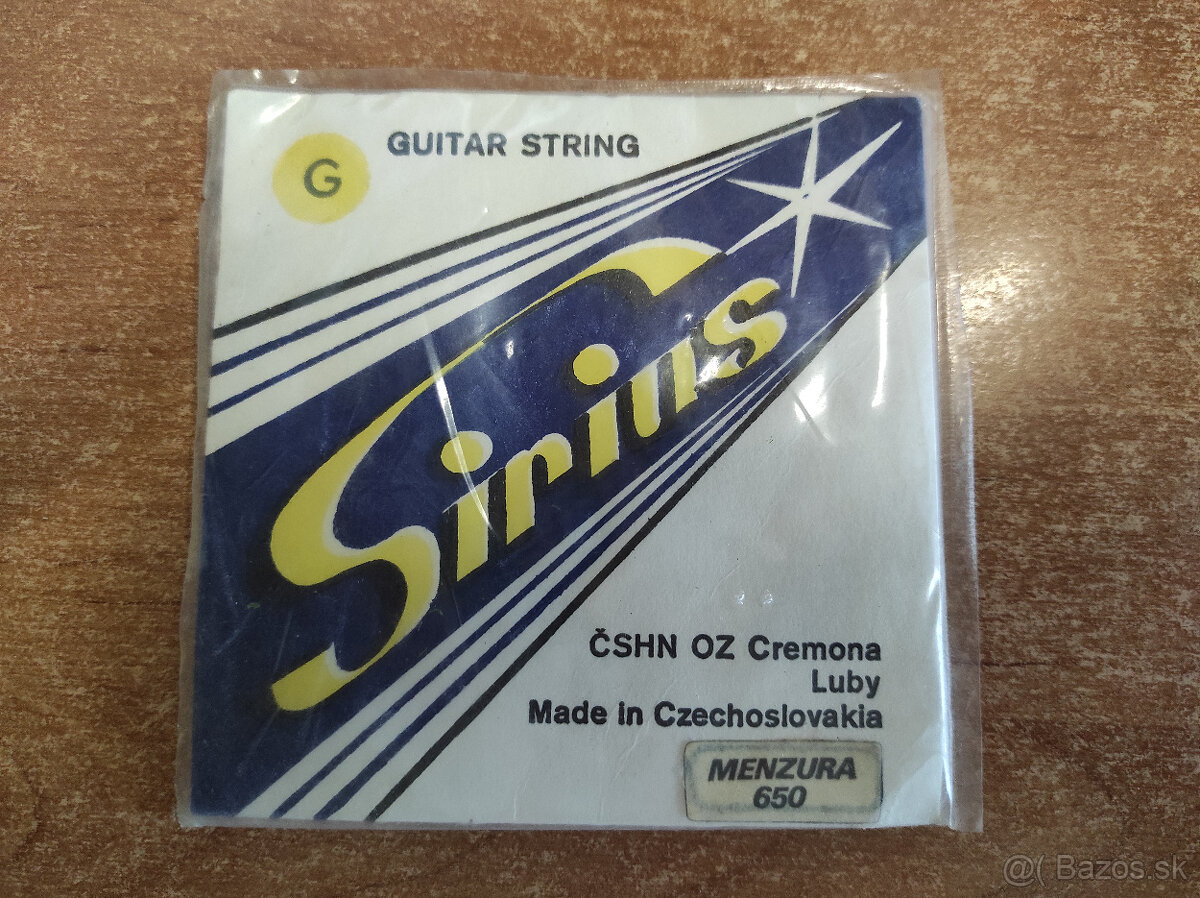 G
GUITAR STRING
Sirius
ČSHN OZ Cremona
Luby
Made in Czechoslovakia
MENZURA
650
@( Bazos.sk